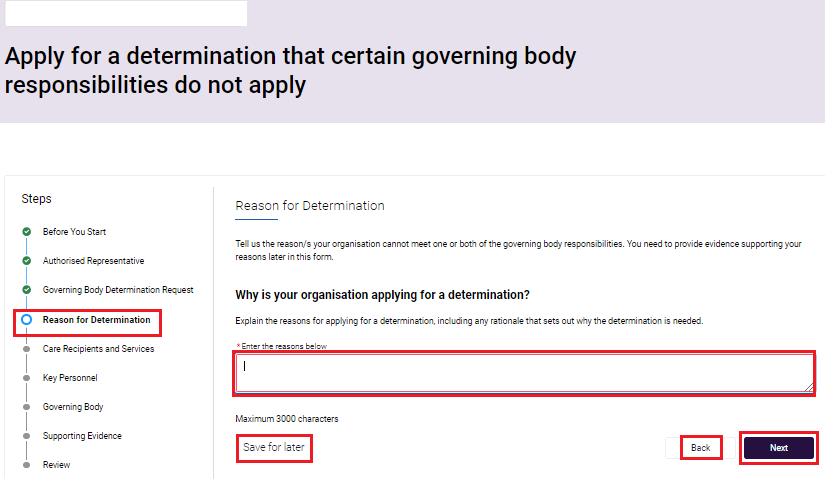 Apply for a determination that certain governing body
responsibilities do not apply
Steps
Before You Start
Authorised Representative
Governing Body Determination Request
Reason for Determination
Care Recipients and Services
Key Personnel
Governing Body
Supporting Evidence
Review
Reason for Determination
Tell us the reason/s your organisation cannot meet one or both of the governing body responsibilities. You need to provide evidence supporting your
reasons later in this form.
Why is your organisation applying for a determination?
Explain the reasons for applying for a determination, including any rationale that sets out why the determination is needed.
* Enter the reasons below
Maximum 3000 characters
Save for later
Back
Next